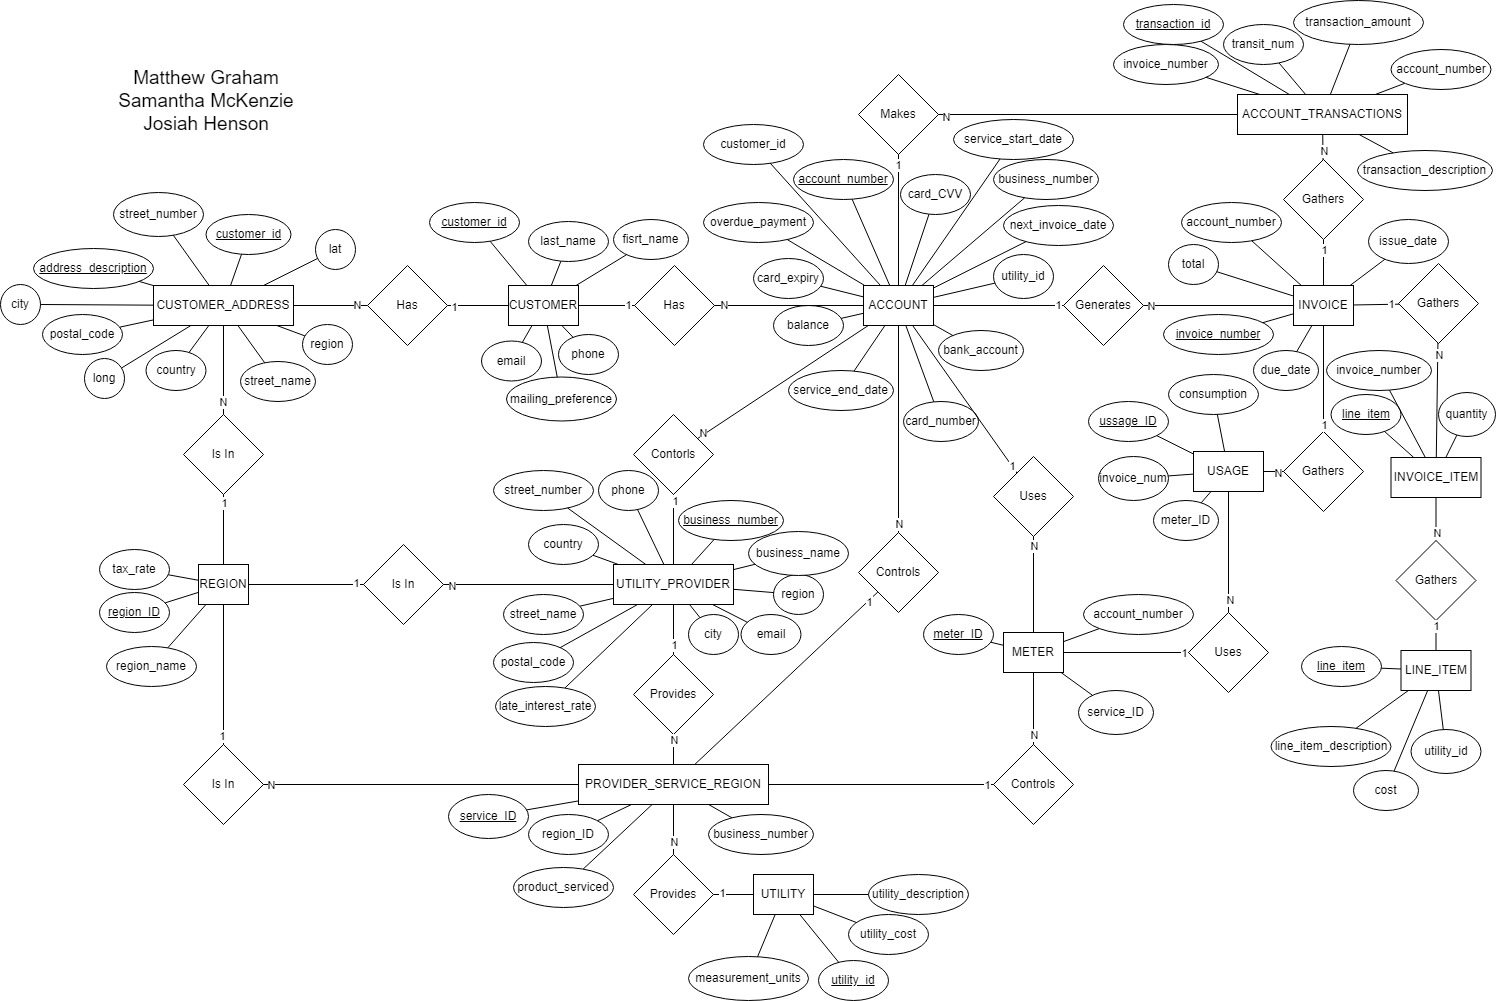 Matthew Graham
Samantha McKenzie
Josiah Henson
transaction_id
transit_num
transaction_amount
invoice_number
account_number
ACCOUNT_TRANSACTIONS
transaction_description
Makes
N
1
N
Gathers
1
customer_id
service_start_date
account_number
card_CVV
business_number
overdue_payment
next_invoice_date
card_expiry
utility_id
balance
ACCOUNT
bank_account
service_end_date
card_number
street_number
customer_id
lat
address_description
city
CUSTOMER_ADDRESS
postal_code
region
long
country
street_name
N
Has
1
customer_id
last_name
fisrt_name
CUSTOMER
email
phone
mailing_preference
1
Has
N
1
Generates
N
account_number
issue_date
total
INVOICE
invoice_number
due_date
1
Gathers
N
invoice_number
line_item
quantity
INVOICE_ITEM
consumption
ussage_ID
USAGE
invoice_num
meter_ID
1
N
Gathers
N
Is In
1
N
Contorls
1
1
Uses
N
N
Controls
1
street_number
phone
business_number
country
business_name
UTILITY_PROVIDER
region
street_name
city
email
postal_code
late_interest_rate
tax_rate
REGION
region_ID
region_name
1
Is In
N
N
Gathers
1
line_item
LINE_ITEM
line_item_description
utility_id
cost
meter_ID
account_number
METER
service_ID
N
1
Uses
1
Provides
N
1
Is In
N
PROVIDER_SERVICE_REGION
service_ID
region_ID
business_number
product_serviced
N
1
Controls
N
Provides
1
UTILITY
utility_description
utility_cost
measurement_units
utility_id